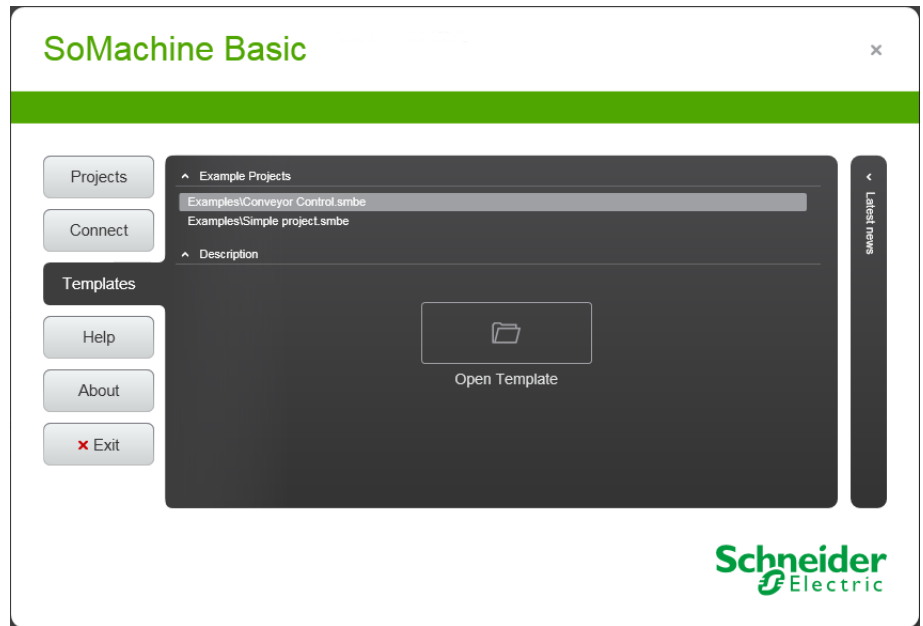 SoMachine Basic
Projects
Connect
Templates
Help
About
Exit
Example Projects
Examples\Conveyor Control.smbe
Examples\Simple project.smbe
Description
Open Template
Latest news
Schneider
Electric